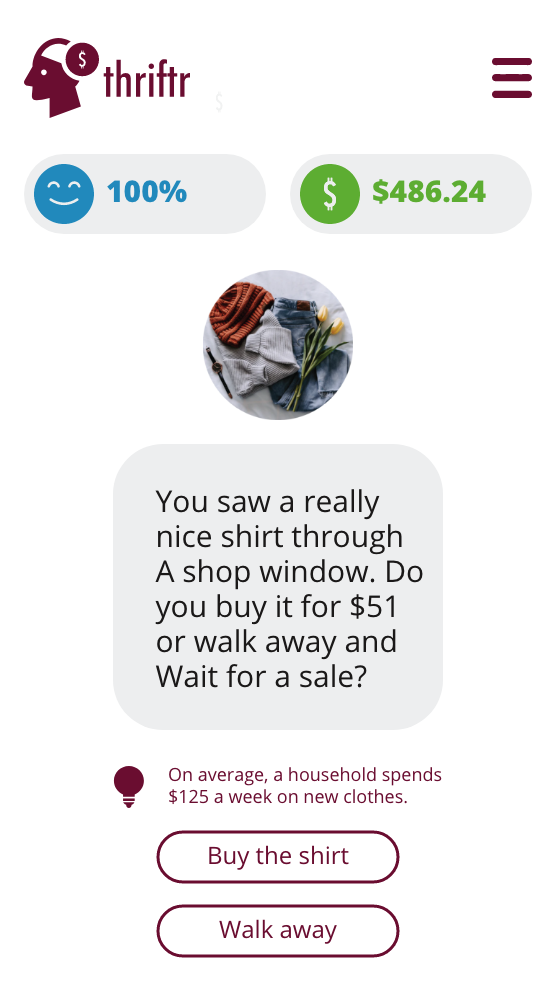 $
thriftr
$
100%
$
$486.24
You saw a really
nice shirt through
A shop window. Do
you buy it for $51
or walk away and
Wait for a sale?
On average, a household spends
$125 a week on new clothes.
Buy the shirt
Walk away